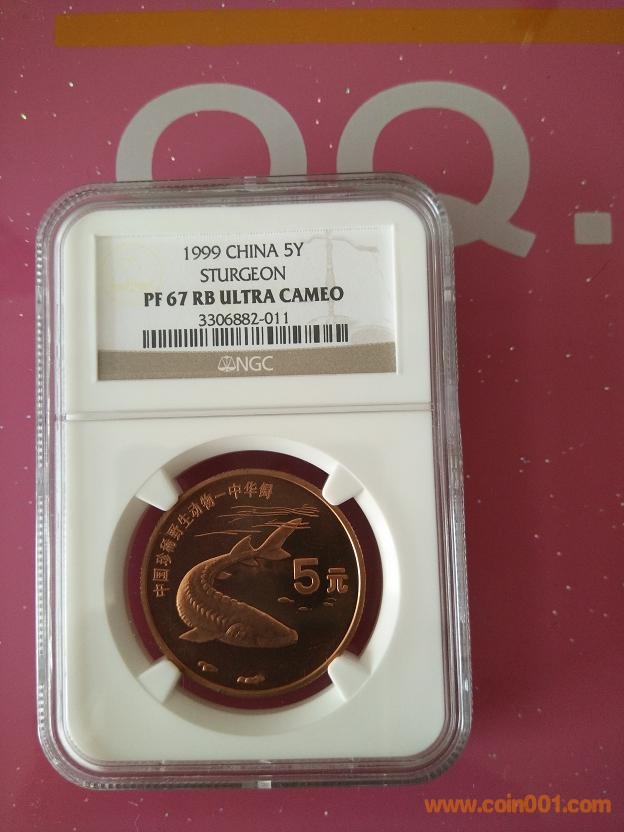 QQ.
1999 CHINA 5Y
STURGEON
PF 67 RB ULTRA CAMEO
3306882-011
NGC
中国珍稀野生动物—中华鲟
5元
www.coin001.com